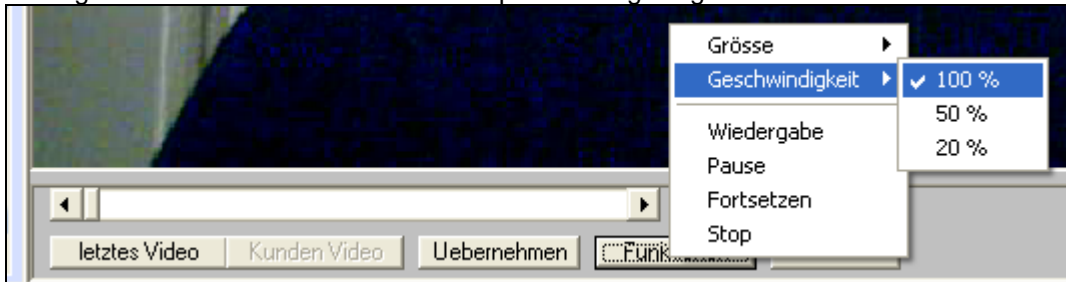 Grösse
Geschwindigkeit
100 %
50 %
20 %
Wiedergabe
Pause
Fortsetzen
Stop
letztes Video
Kunden Video
Uebernehmen